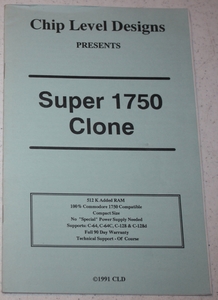 Chip Level Designs
PRESENTS
Super 1750
Clone
512 K Added RAM
100% Commodore 1750 Compatible
Compact Size
No "Special" Power Supply Needed
Supports: C-64, C-64C, C-128 & C-128d
Full 90 Day Warranty
Technical Support - Of Course
©1991 CLD.